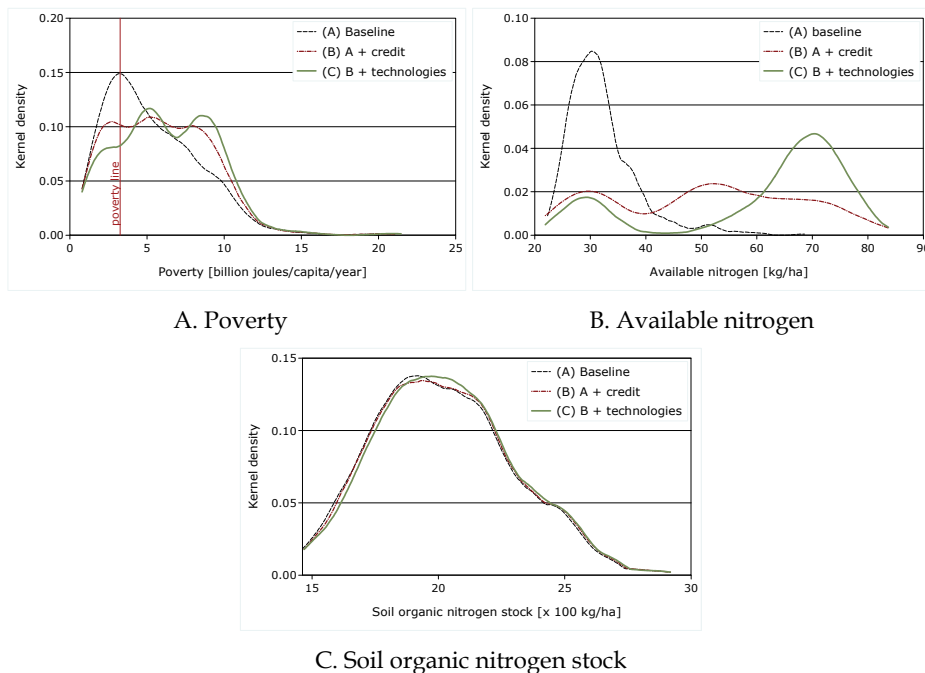 0.20
0.15
0.10
0.05
0.00
Kernel density
(A) Baseline
(B) A + credit
(C) B + technologies
poverty line
0 5 10 15 20 25
Poverty [billion joules/capita/year]
A. Poverty
0.10
0.08
0.06
0.04
0.02
0.00
Kernel density
(A) baseline
(B) A + credit
(C) B + technologies
20 30 40 50 60 70 80 90
Available nitrogen [kg/ha]
B. Available nitrogen
0.15
0.10
0.05
0.00
Kernel density
(A) Baseline
(B) A + credit
(C) B + technologies
15 20 25 30
Soil organic nitrogen stock [x 100 kg/ha]
C. Soil organic nitrogen stock